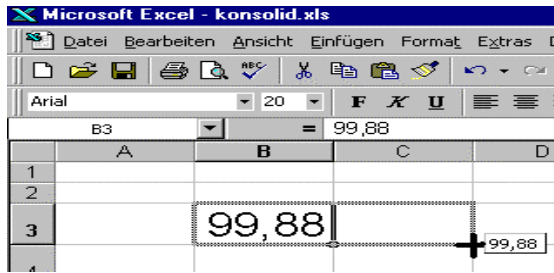 Microsoft Excel - konsolid.xls
Datei Bearbeiten Ansicht Einfügen Format Extras
ABC
Arial 20 F K U
B3 = 99,88
A B C D
1
2
3 99,88
99,88
4